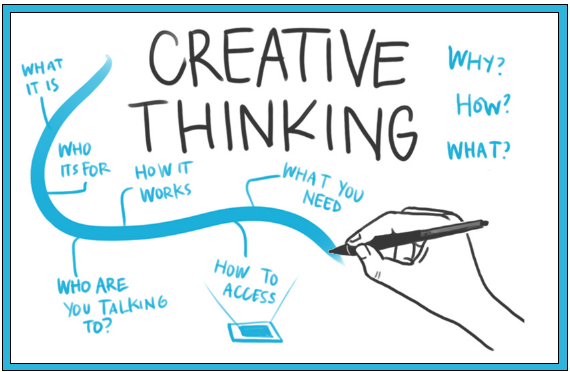 CREATIVE
THINKING
WHY?
HOW?
WHAT?
WHAT
IT IS
WHO
ITS FOR
HOW IT
WORKS
WHAT YOU
NEED
WHO ARE
YOU TALKING
TO?
HOW TO
ACCESS